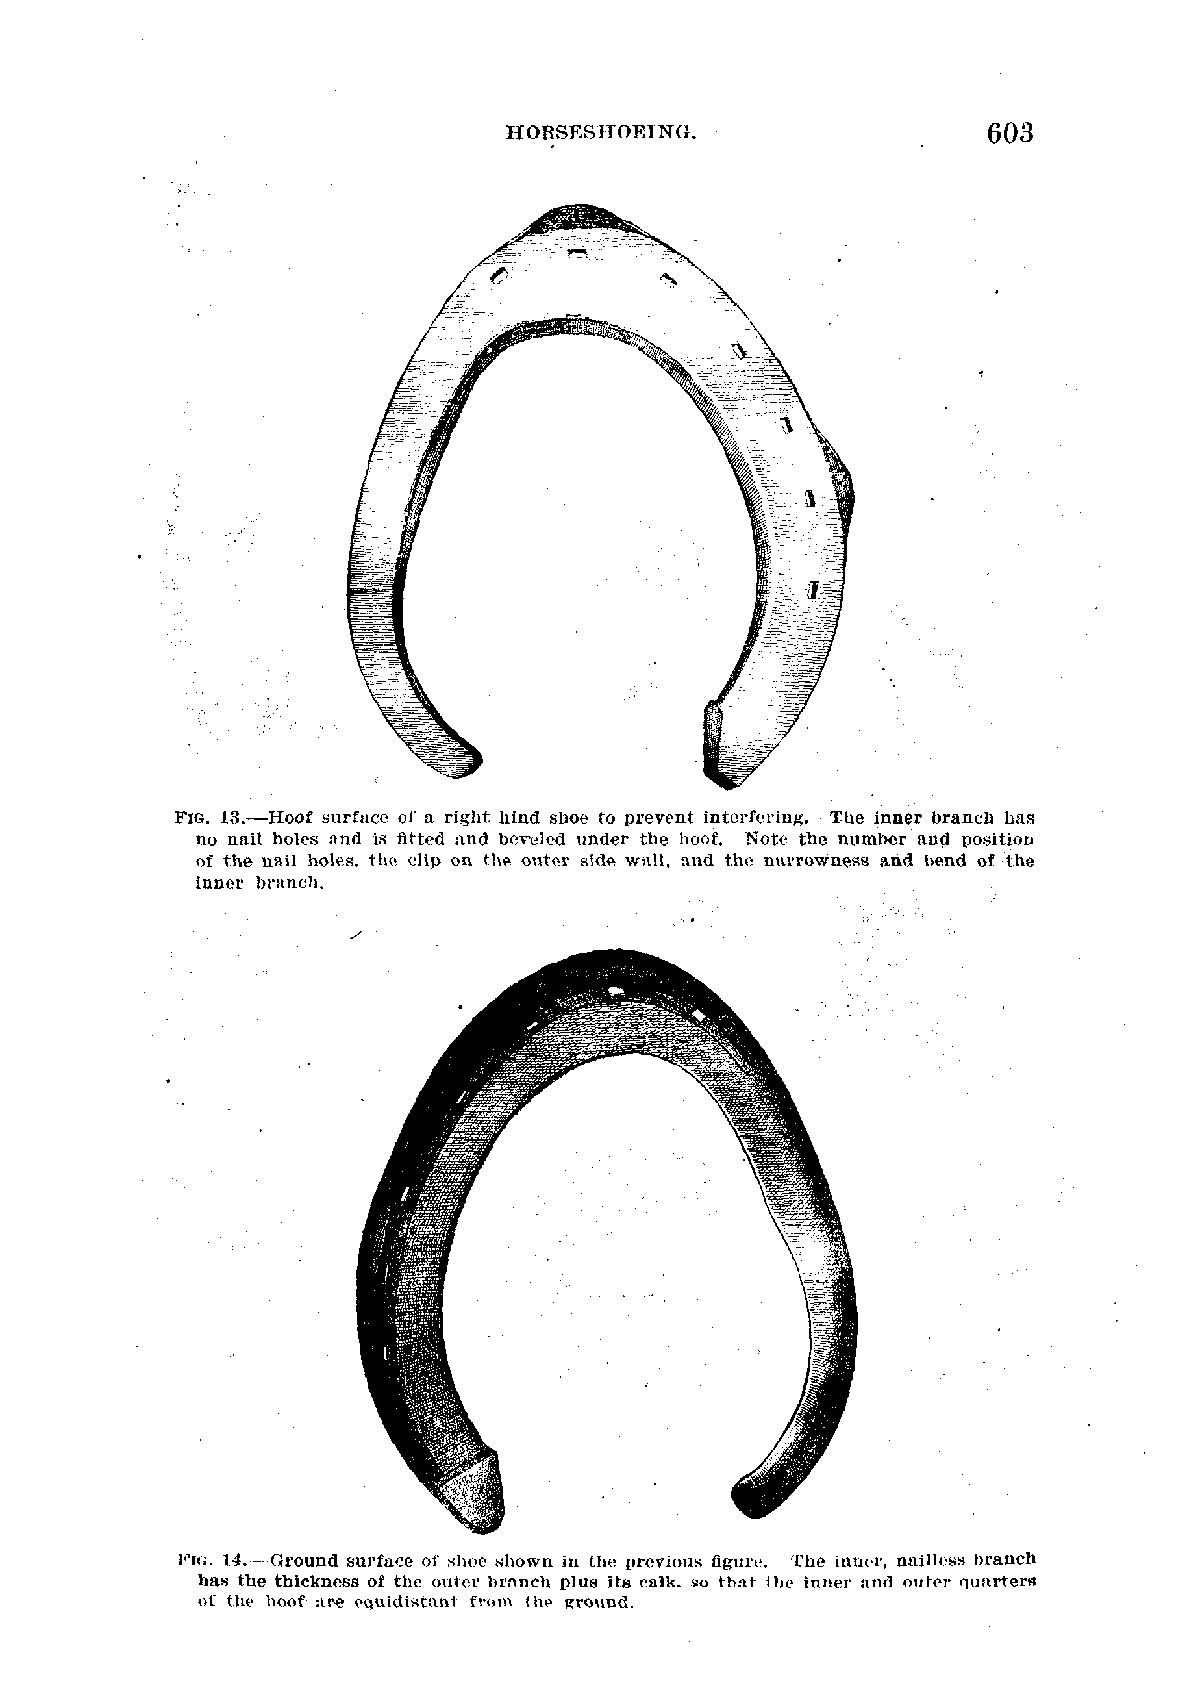 HORSESHOEING. 603
FIG. 13.—Hoof surface of a right hind shoe to prevent interfering. The inner branch has
no nail holes and is fitted and beveled under the hoof. Note the number and position
of the nail holes, the clip on the outer side wall, and the narrowness and bend of the
inner branch.
FIG. 14.—Ground surface of shoe shown in the previous figure. The inner, nailless branch
has the thickness of the outer branch plus its calk, so that the inner and outer quarters
of the hoof are equidistant from the ground.